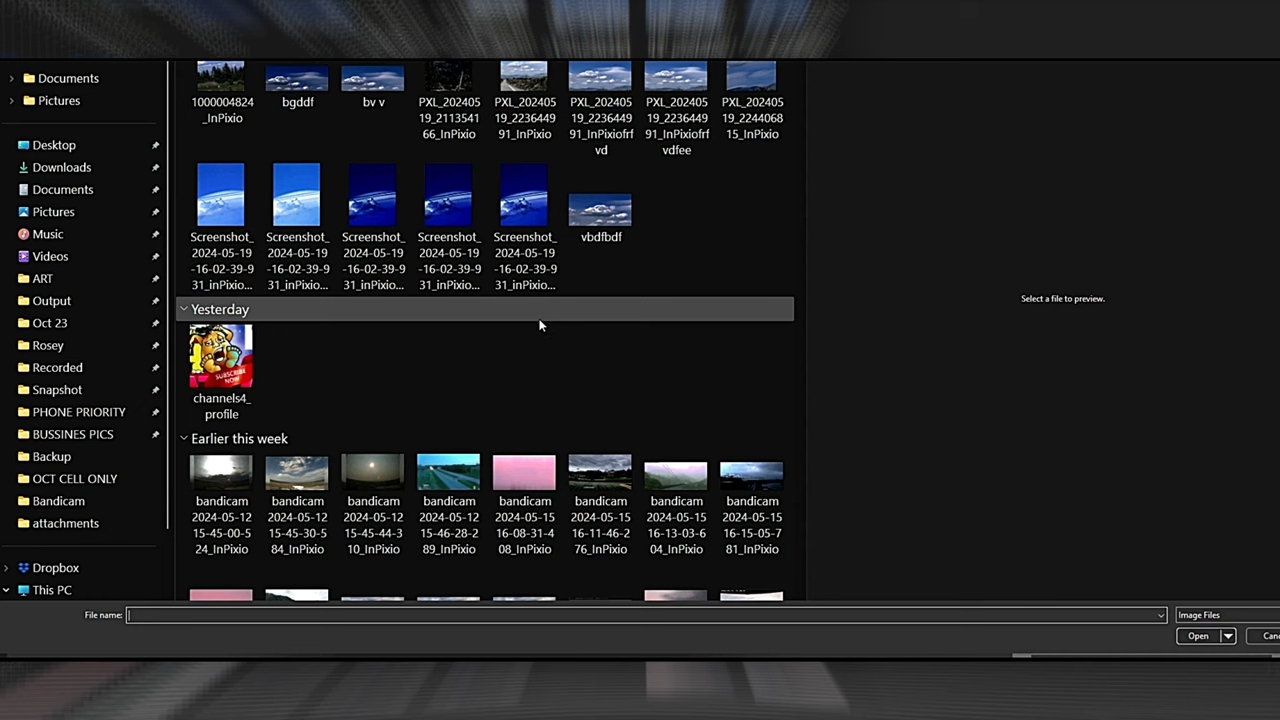 Documents
Pictures
Desktop
Downloads
Documents
Pictures
Music
Videos
ART
Output
Oct 23
Rosey
Recorded
Snapshot
PHONE PRIORITY
BUSSINES PICS
Backup
OCT CELL ONLY
Bandicam
attachments
Dropbox
This PC
1000004824
_InPixio
bgddf
bv v
PXL_202405
19_2113541
66_InPixio
PXL_202405
19_2236449
91_InPixio
PXL_202405
19_2236449
91_InPixiofrf
vd
PXL_202405
19_2236449
91_InPixiofrf
vdfee
PXL_202405
19_2244068
15_InPixio
Screenshot_
2024-05-19
-16-02-39-9
31_inPixio...
Screenshot_
2024-05-19
-16-02-39-9
31_inPixio...
Screenshot_
2024-05-19
-16-02-39-9
31_inPixio...
Screenshot_
2024-05-19
-16-02-39-9
31_inPixio...
Screenshot_
2024-05-19
-16-02-39-9
31_inPixio...
vbdfbdf
Yesterday
SUBSCRIBE
NOW
channels4_
profile
Earlier this week
bandicam
2024-05-12
15-45-00-5
24_InPixio
bandicam
2024-05-12
15-45-30-5
84_InPixio
bandicam
2024-05-12
15-45-44-3
10_InPixio
bandicam
2024-05-12
15-46-28-2
89_InPixio
bandicam
2024-05-15
16-08-31-4
08_InPixio
bandicam
2024-05-15
16-11-46-2
76_InPixio
bandicam
2024-05-15
16-13-03-6
04_InPixio
bandicam
2024-05-15
16-15-05-7
81_InPixio
Select a file to preview.
File name:
Image Files
Open
Canc